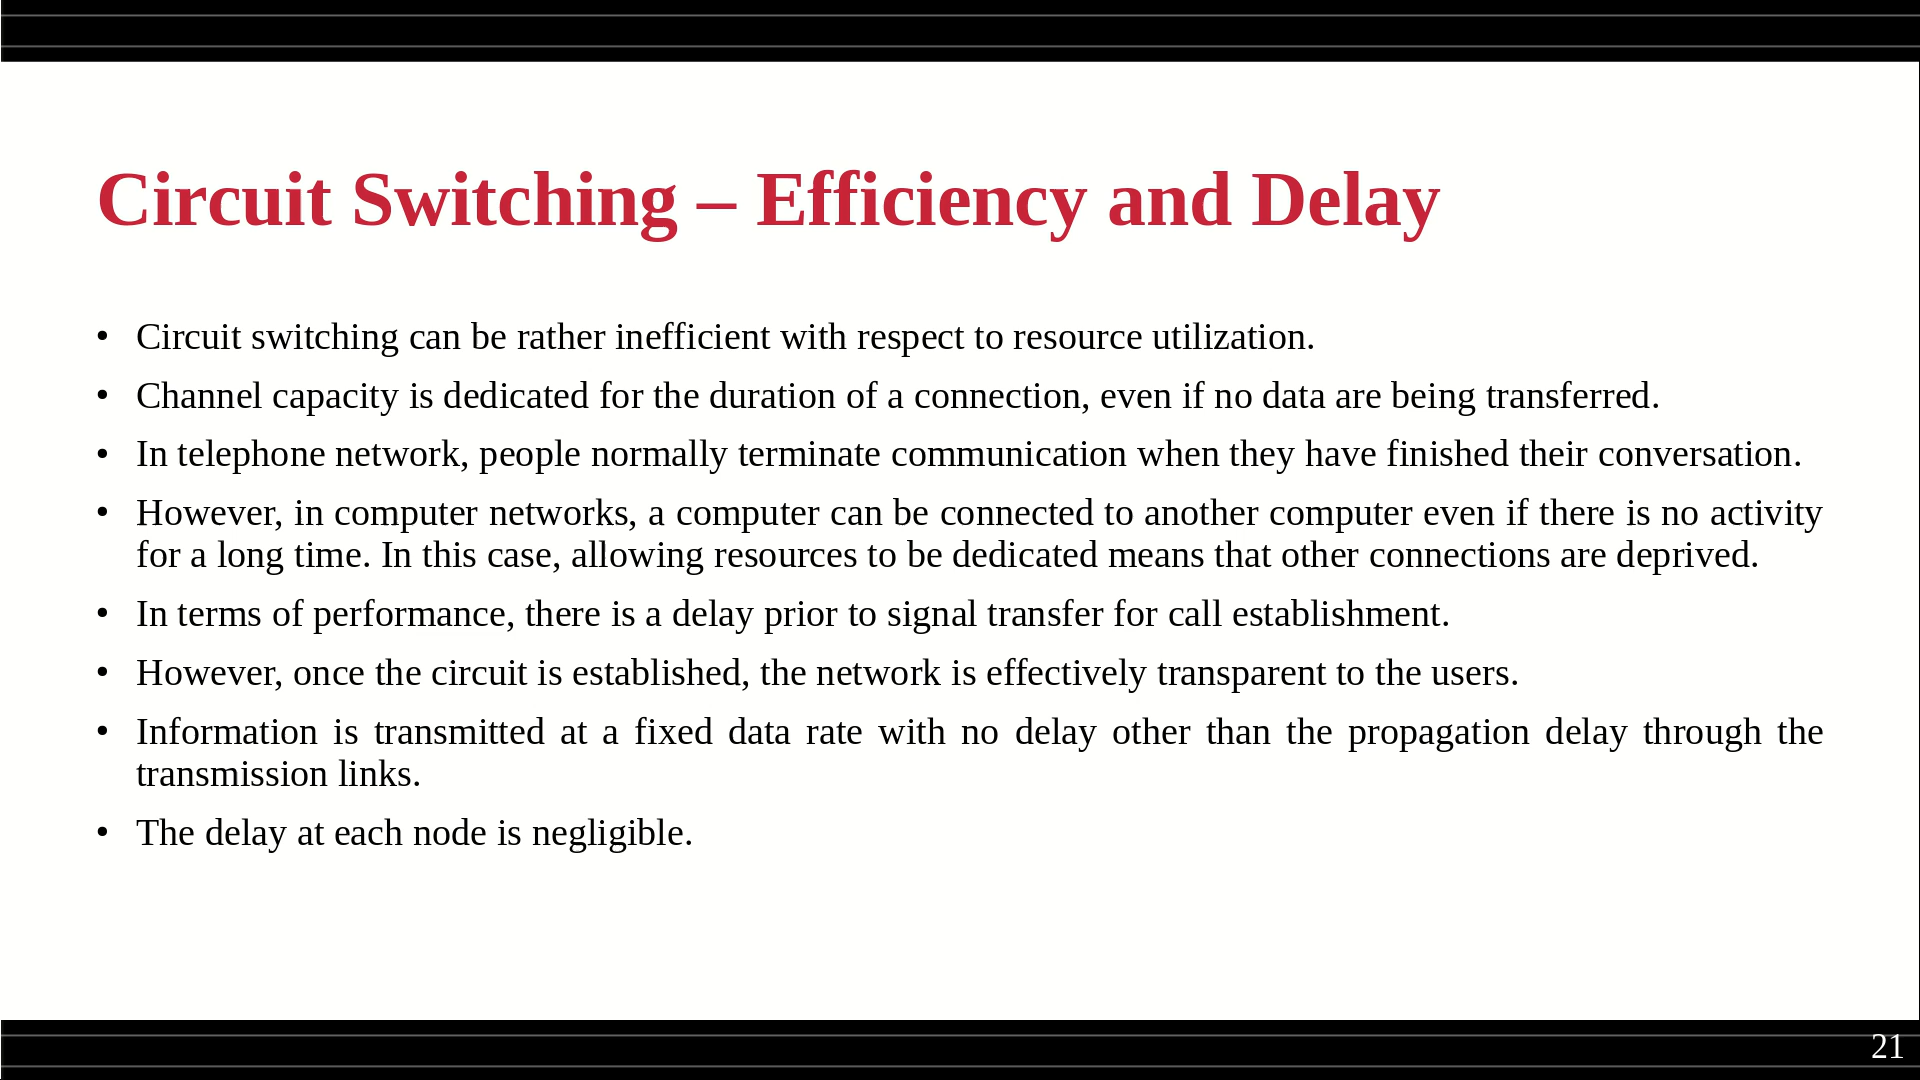 Circuit Switching – Efficiency and Delay
• Circuit switching can be rather inefficient with respect to resource utilization.
• Channel capacity is dedicated for the duration of a connection, even if no data are being transferred.
• In telephone network, people normally terminate communication when they have finished their conversation.
• However, in computer networks, a computer can be connected to another computer even if there is no activity
for a long time. In this case, allowing resources to be dedicated means that other connections are deprived.
• In terms of performance, there is a delay prior to signal transfer for call establishment.
• However, once the circuit is established, the network is effectively transparent to the users.
• Information is transmitted at a fixed data rate with no delay other than the propagation delay through the
transmission links.
• The delay at each node is negligible.
21